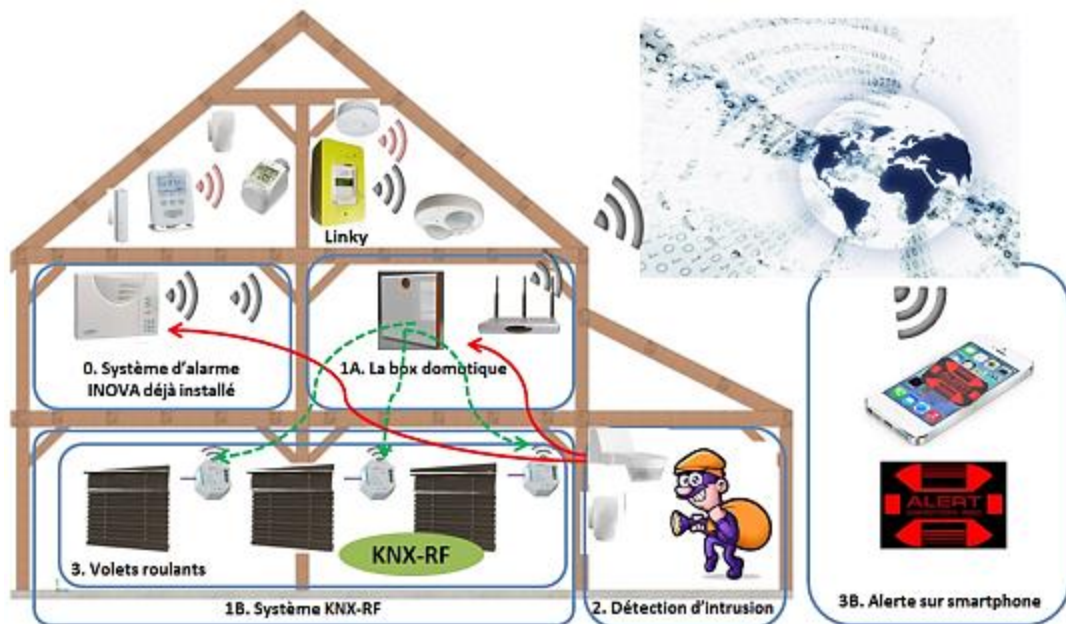 Linky
0. Système d'alarme
INOVA déjà installé
1A. La box domotique
KNX-RF
3. Volets roulants
1B. Système KNX-RF
2. Détection d'intrusion
ALERT
3B. Alerte sur smartphone